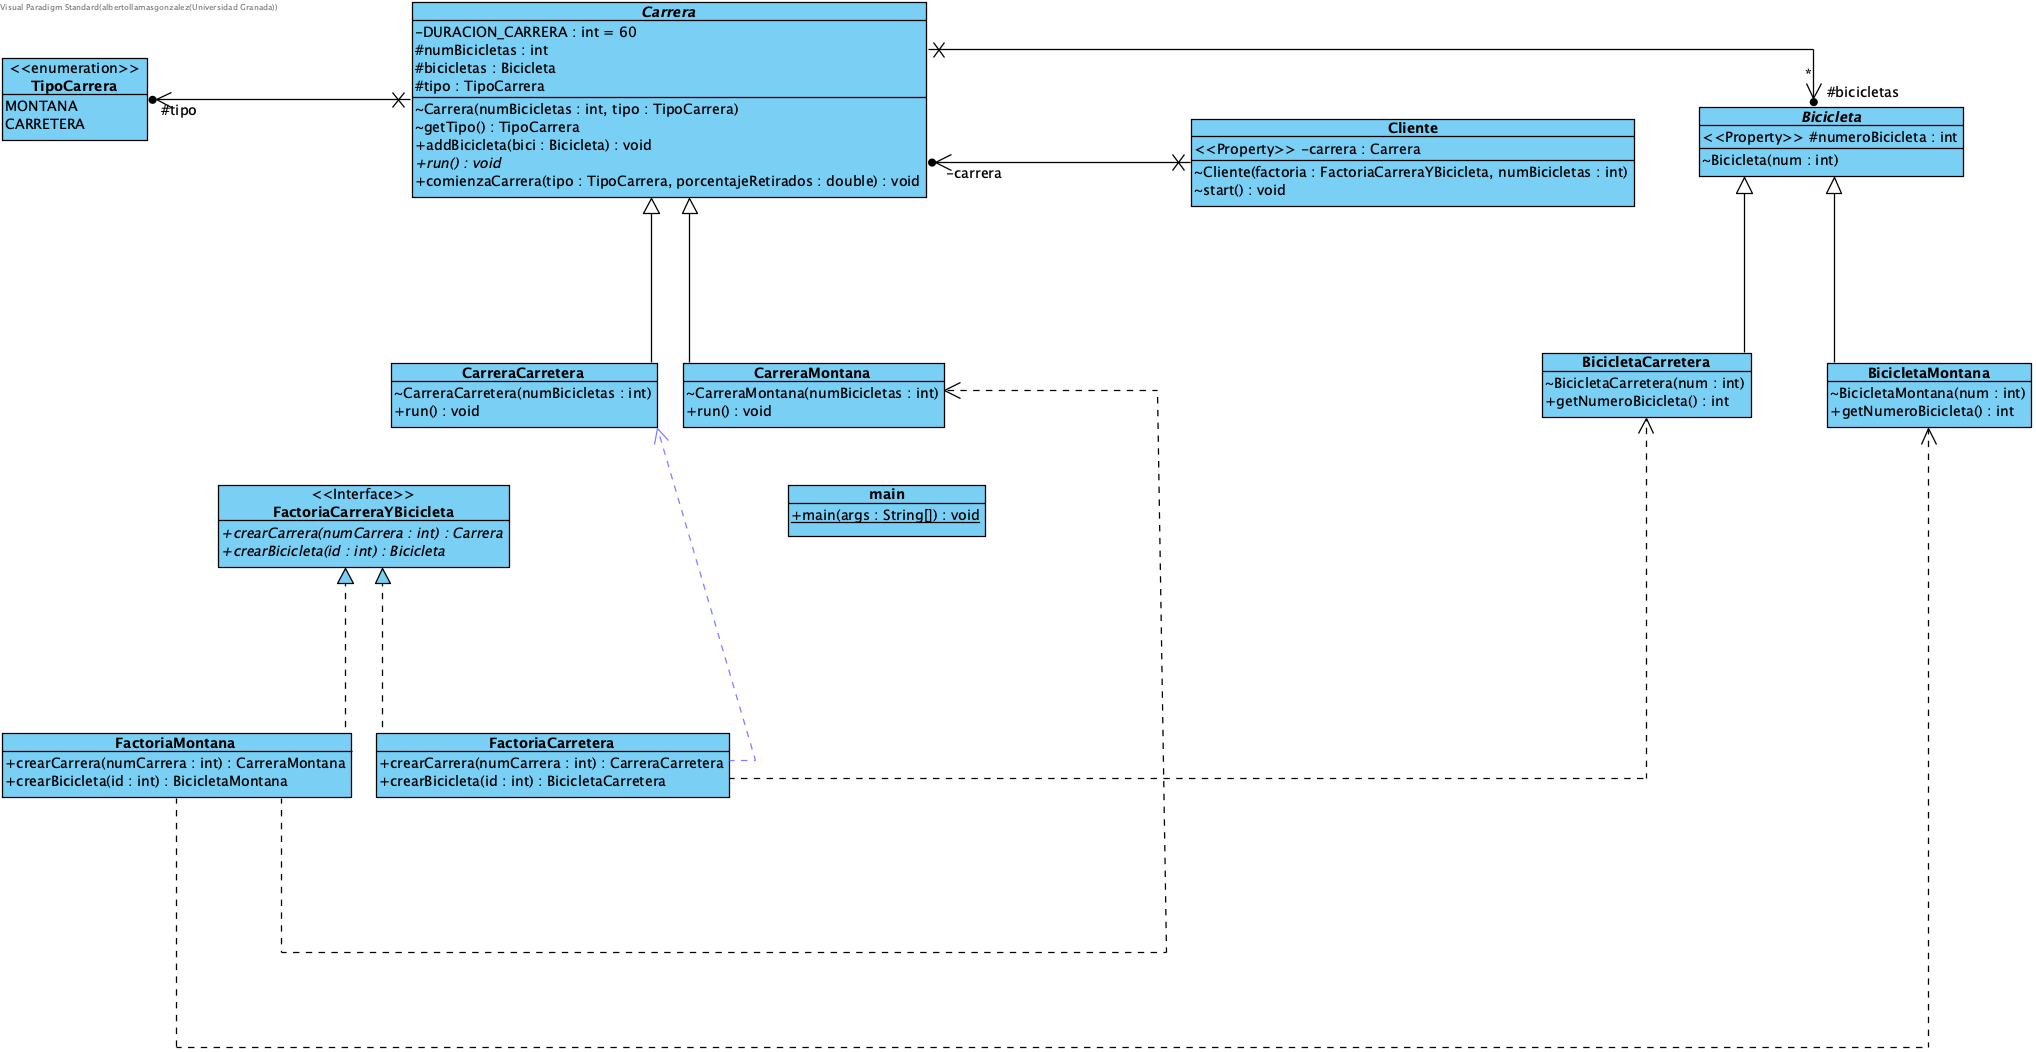 Visual Paradigm Standard(albertollamasgonzalez(Universidad Granada))
Carrera
-DURACION_CARRERA : int = 60
#numBicicletas : int
#bicicletas : Bicicleta
#tipo : TipoCarrera
~Carrera(numBicicletas : int, tipo : TipoCarrera)
~getTipo() : TipoCarrera
+addBicicleta(bici : Bicicleta) : void
+run() : void
+comienzaCarrera(tipo : TipoCarrera, porcentajeRetirados : double) : void
<<enumeration>>
TipoCarrera
MONTANA
CARRETERA
#tipo
*
#bicicletas
Bicicleta
<<Property>> #numeroBicicleta : int
~Bicicleta(num : int)
Cliente
<<Property>> -carrera : Carrera
~Cliente(factoria : FactoriaCarreraYBicicleta, numBicicletas : int)
~start() : void
-carrera
CarreraCarretera
~CarreraCarretera(numBicicletas : int)
+run() : void
CarreraMontana
~CarreraMontana(numBicicletas : int)
+run() : void
BicicletaCarretera
~BicicletaCarretera(num : int)
+getNumeroBicicleta() : int
BicicletaMontana
~BicicletaMontana(num : int)
+getNumeroBicicleta() : int
<<Interface>>
FactoriaCarreraYBicicleta
+crearCarrera(numCarrera : int) : Carrera
+crearBicicleta(id : int) : Bicicleta
main
+main(args : String[]) : void
FactoriaMontana
+crearCarrera(numCarrera : int) : CarreraMontana
+crearBicicleta(id : int) : BicicletaMontana
FactoriaCarretera
+crearCarrera(numCarrera : int) : CarreraCarretera
+crearBicicleta(id : int) : BicicletaCarretera